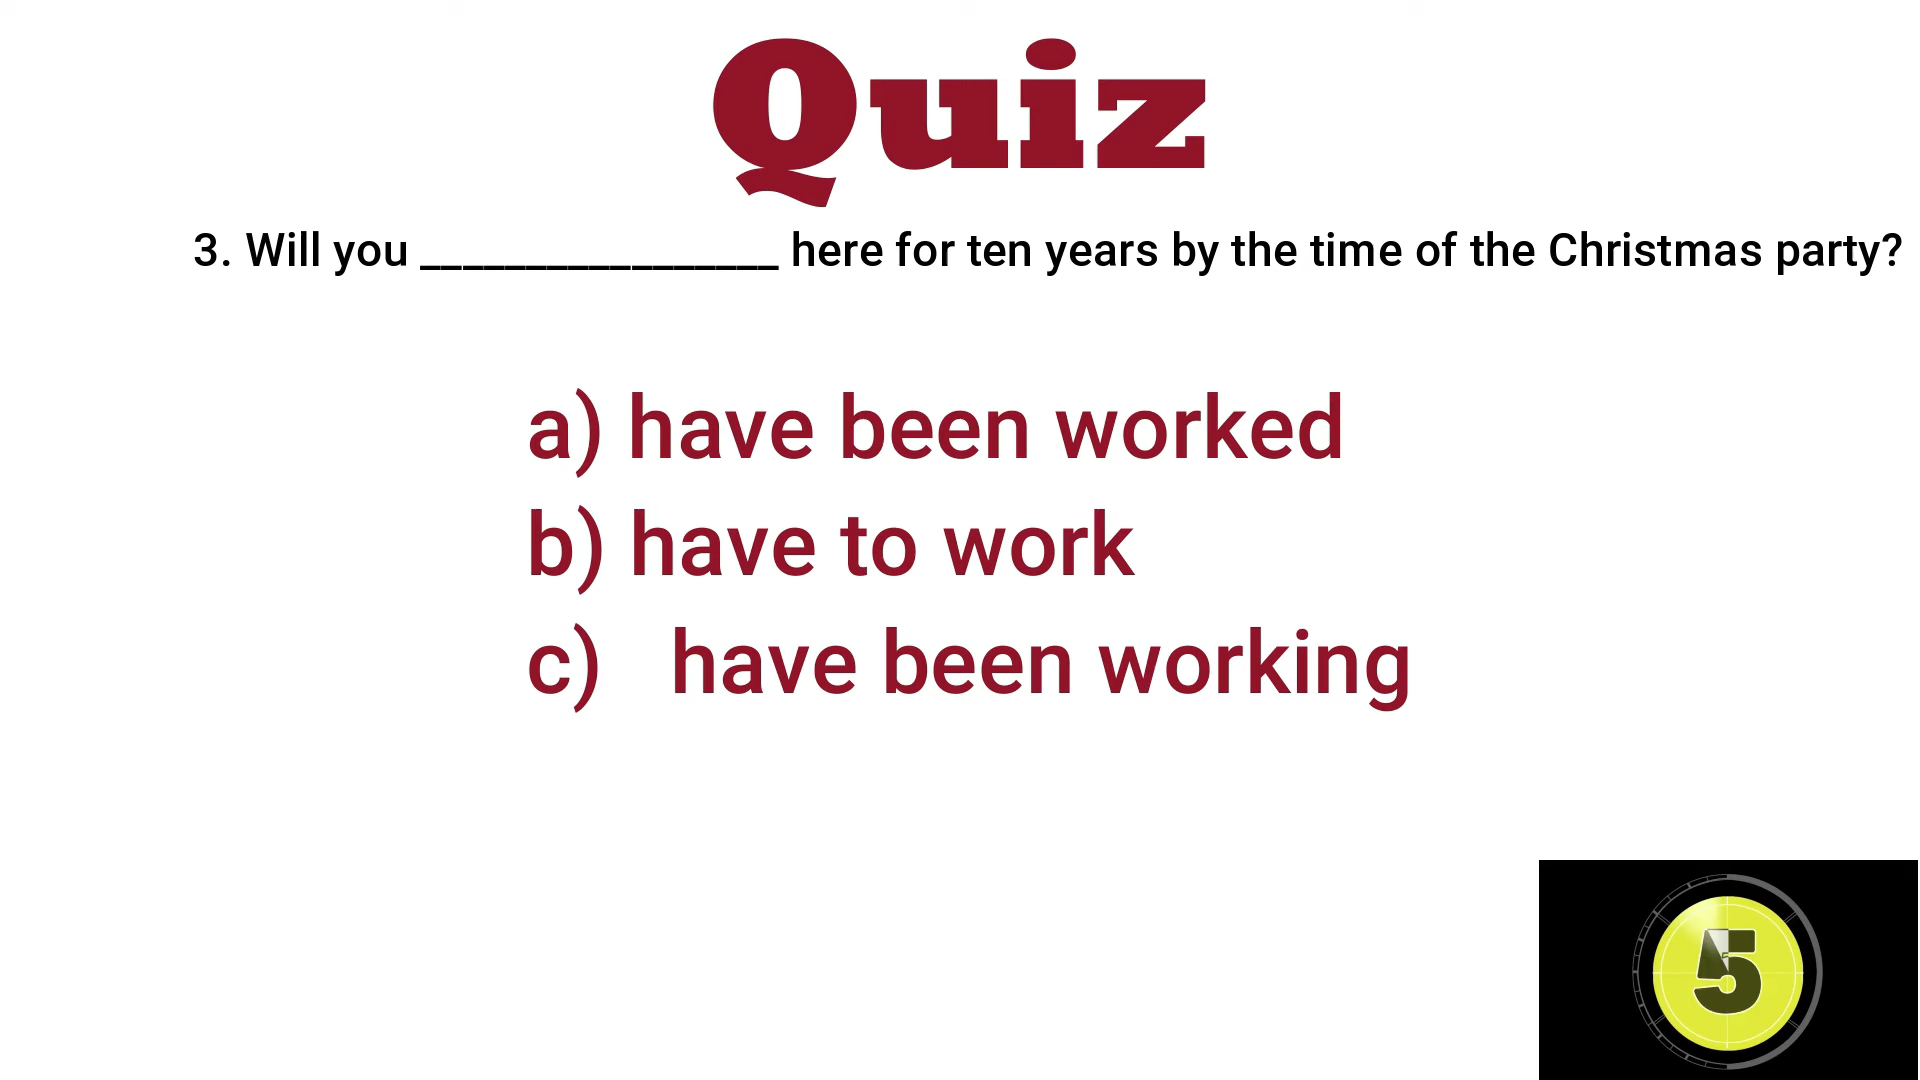 Quiz
3. Will you _________________ here for ten years by the time of the Christmas party?
a) have been worked
b) have to work
c) have been working
5